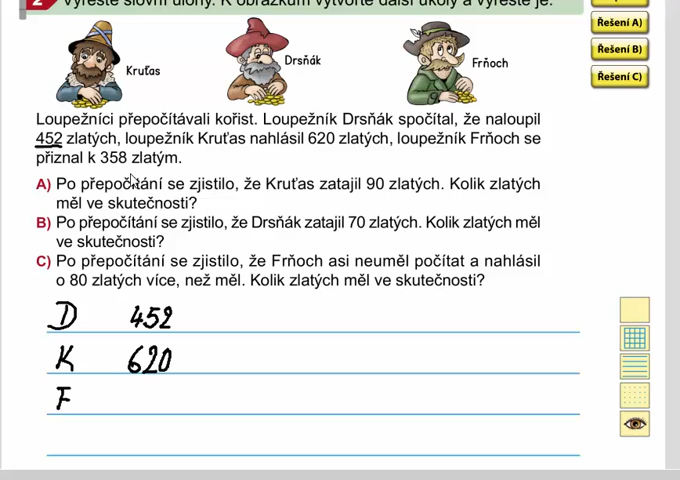 2 Vyřešte slovní úlohy. K obrázkům vytvořte další úkoly a vyřešte je.
Řešení A)
Řešení B)
Řešení C)
Kruťas
Drsňák
Frňoch
Loupežníci přepočítávali kořist. Loupežník Drsňák spočítal, že naloupil
452 zlatých, loupežník Kruťas nahlásil 620 zlatých, loupežník Frňoch se
přiznal k 358 zlatým.
A) Po přepočítání se zjistilo, že Kruťas zatajil 90 zlatých. Kolik zlatých
měl ve skutečnosti?
B) Po přepočítání se zjistilo, že Drsňák zatajil 70 zlatých. Kolik zlatých měl
ve skutečnosti?
C) Po přepočítání se zjistilo, že Frňoch asi neuměl počítat a nahlásil
o 80 zlatých více, než měl. Kolik zlatých měl ve skutečnosti?
D 452
K 620
F